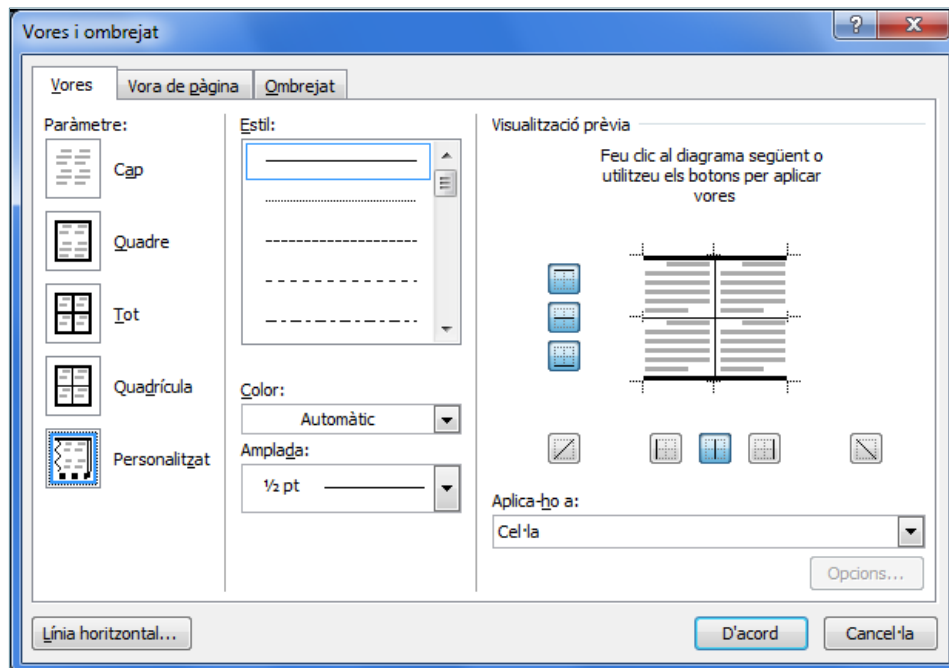 Vores i ombrejat
Vores
Vora de pàgina
Ombrejat
Paràmetre:
Cap
Quadre
Tot
Quadrícula
Personalitzat
Estil:
Color:
Automàtic
Amplada:
½ pt
Visualització prèvia
Feu clic al diagrama següent o
utilitzeu els botons per aplicar
vores
Aplica-ho a:
Cel·la
Opcions...
Línia horitzontal...
D'acord
Cancel·la